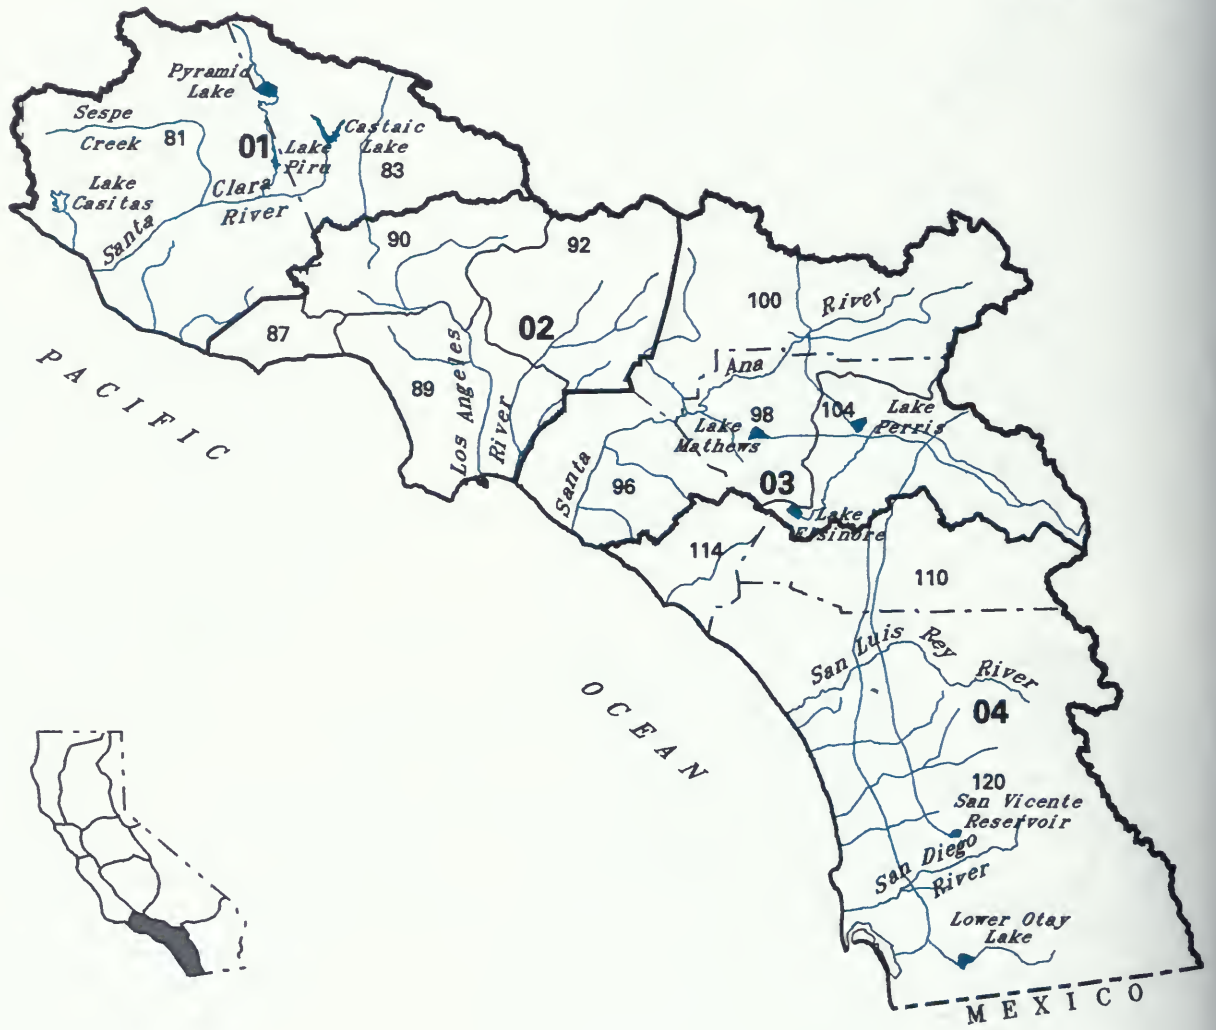 Pyramid
Lake
Sespe
Creek
81
01
Castaic
Lake
Lake
Piru
83
Lake
Casitas
Clara
River
Santa
90
92
87
02
100
River
Ana
89
Los Angeles
River
Lake
Mathews
98
104
Lake
Perris
Santa
96
03
Lake
Elsinore
114
110
PACIFIC
OCEAN
San Luis Rey River
04
120
San Vicente
Reservoir
San Diego
River
Lower Otay
Lake
MEXICO